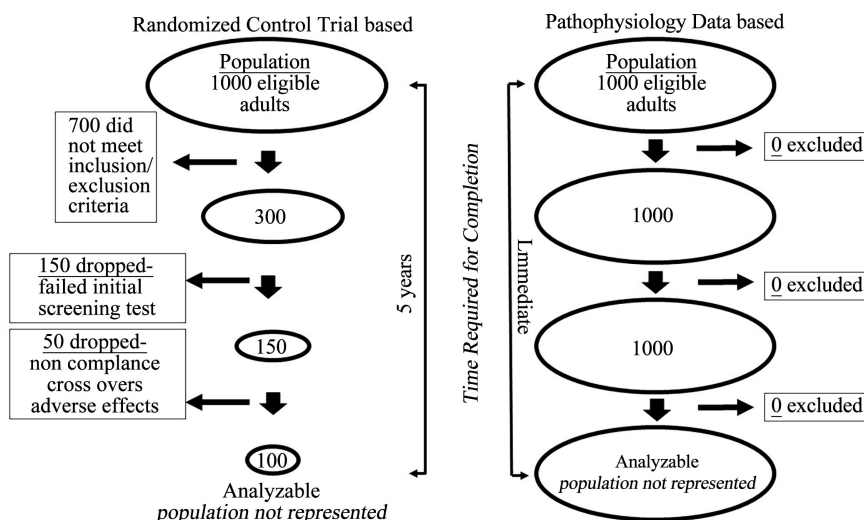 Randomized Control Trial based
Population
1000 eligible
adults
700 did
not meet
inclusion/
exclusion
criteria
300
150 dropped-
failed initial
screening test
150
50 dropped-
non complance
cross overs
adverse effects
100
Analyzable
population not represented
5 years
Time Required for Completion
Lmmediate
Pathophysiology Data based
Population
1000 eligible
adults
0 excluded
1000
0 excluded
1000
0 excluded
Analyzable
population not represented